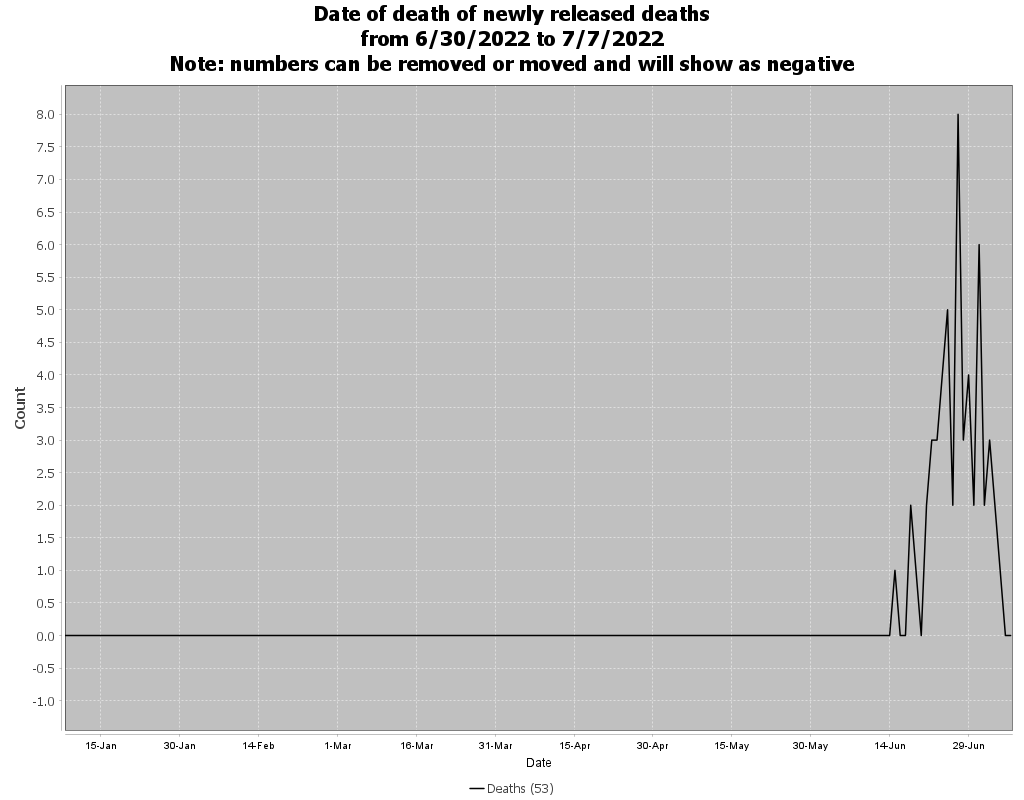 Date of death of newly released deaths
from 6/30/2022 to 7/7/2022
Note: numbers can be removed or moved and will show as negative
8.0
7.5
7.0
6.5
6.0
5.5
5.0
4.5
4.0
3.5
3.0
2.5
2.0
1.5
1.0
0.5
0.0
-0.5
-1.0
Count
15-Jan 30-Jan 14-Feb 1-Mar 16-Mar 31-Mar 15-Apr 30-Apr 15-May 30-May 14-Jun 29-Jun
Date
Deaths (53)